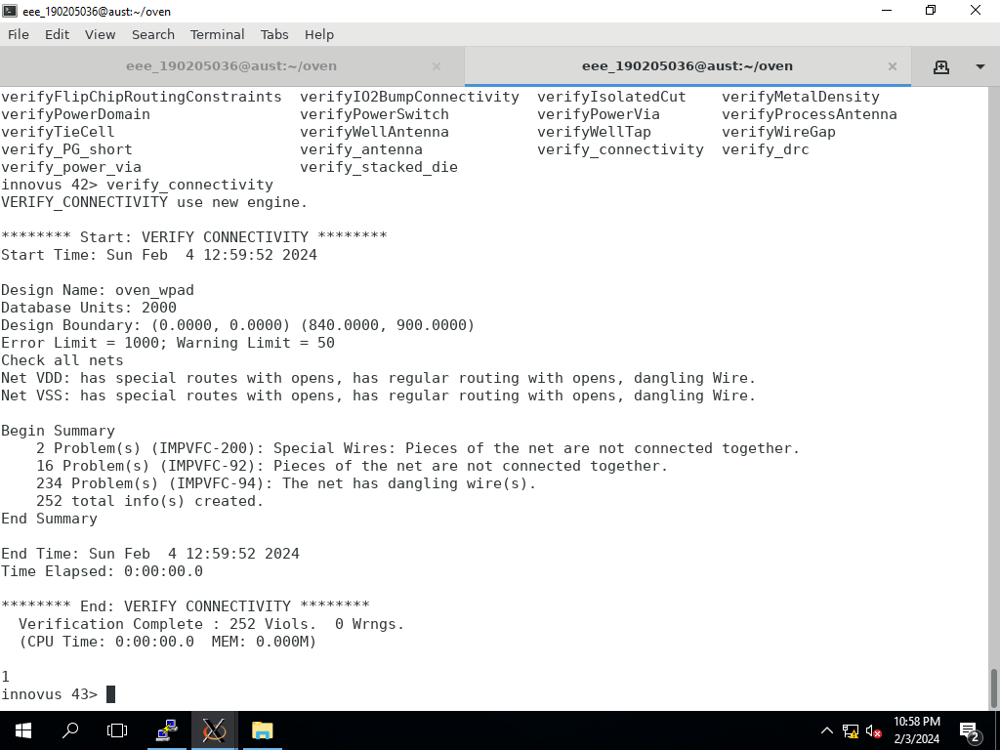 eee_190205036@aust:~/oven
File Edit View Search Terminal Tabs Help
eee_190205036@aust:~/oven × eee_190205036@aust:~/oven ×
verifyFlipChipRoutingConstraints verifyIO2BumpConnectivity verifyIsolatedCut verifyMetalDensity
verifyPowerDomain verifyPowerSwitch verifyPowerVia verifyProcessAntenna
verifyTieCell verifyWellAntenna verifyWellTap verifyWireGap
verify_PG_short verify_antenna verify_connectivity verify_drc
verify_power_via verify_stacked_die
innovus 42> verify_connectivity
VERIFY_CONNECTIVITY use new engine.
******** Start: VERIFY CONNECTIVITY ********
Start Time: Sun Feb  4 12:59:52 2024
Design Name: oven_wpad
Database Units: 2000
Design Boundary: (0.0000, 0.0000) (840.0000, 900.0000)
Error Limit = 1000; Warning Limit = 50
Check all nets
Net VDD: has special routes with opens, has regular routing with opens, dangling Wire.
Net VSS: has special routes with opens, has regular routing with opens, dangling Wire.
Begin Summary
    2 Problem(s) (IMPVFC-200): Special Wires: Pieces of the net are not connected together.
    16 Problem(s) (IMPVFC-92): Pieces of the net are not connected together.
    234 Problem(s) (IMPVFC-94): The net has dangling wire(s).
    252 total info(s) created.
End Summary
End Time: Sun Feb  4 12:59:52 2024
Time Elapsed: 0:00:00.0
******** End: VERIFY CONNECTIVITY ********
  Verification Complete : 252 Viols.  0 Wrngs.
  (CPU Time: 0:00:00.0  MEM: 0.000M)
1
innovus 43>
10:58 PM
2/3/2024
2